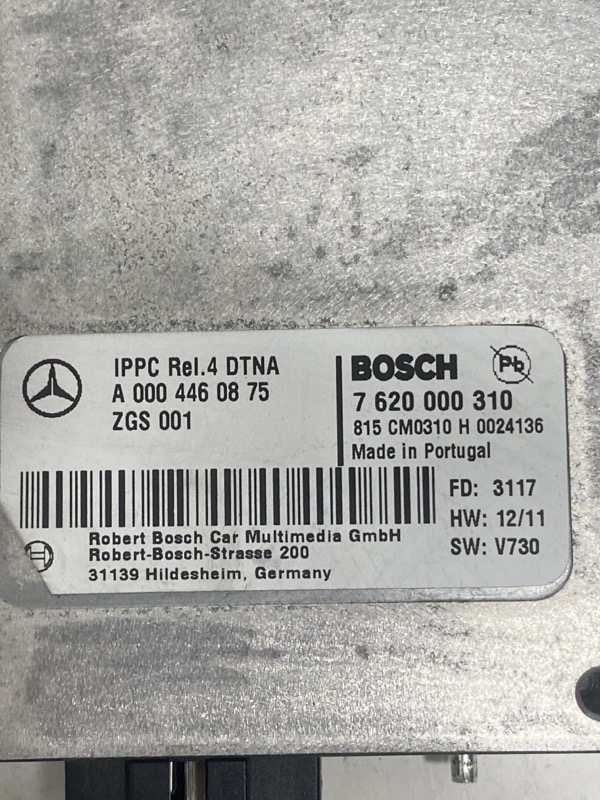 IPPC Rel.4 DTNA
A 000 446 08 75
ZGS 001
BOSCH
Pb
7 620 000 310
815 CM0310 H 0024136
Made in Portugal
FD: 3117
HW: 12/11
SW: V730
Robert Bosch Car Multimedia GmbH
Robert-Bosch-Strasse 200
31139 Hildesheim, Germany